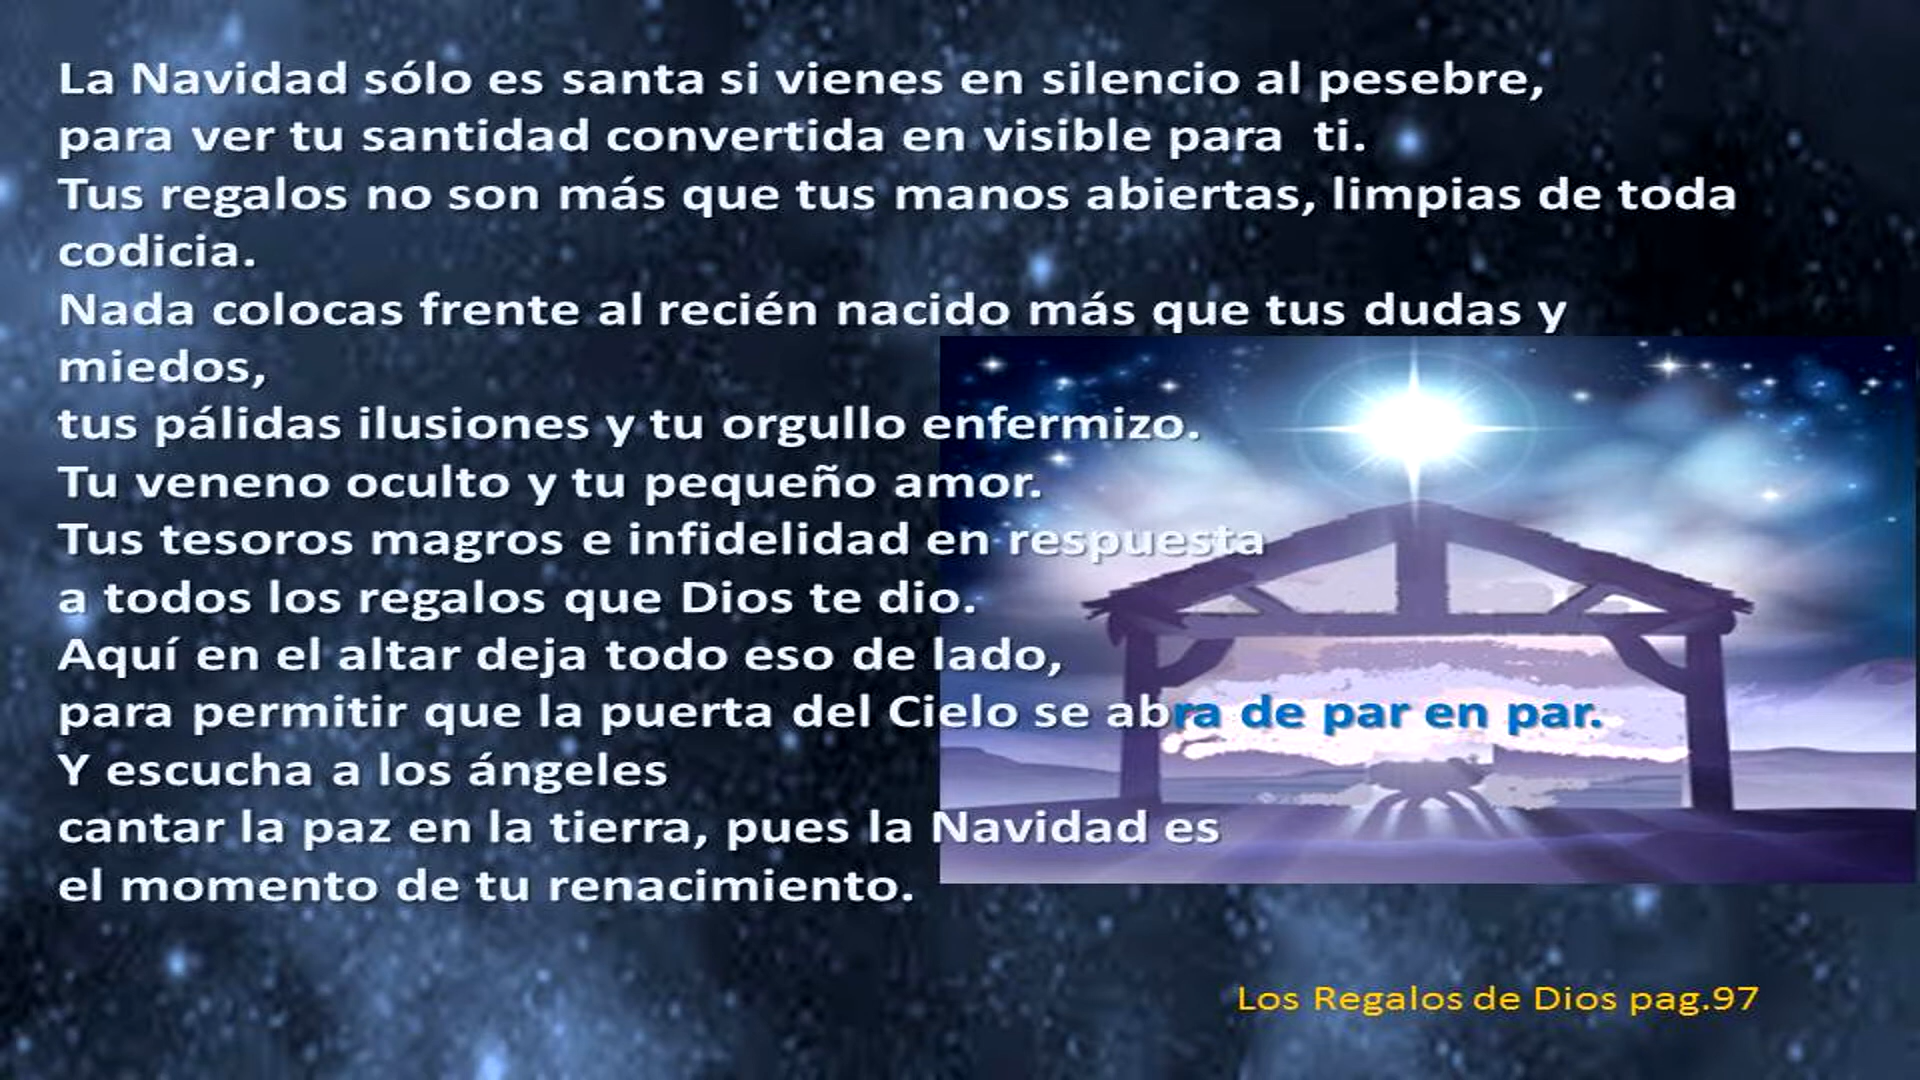 La Navidad sólo es santa si vienes en silencio al pesebre,
para ver tu santidad convertida en visible para ti.
Tus regalos no son más que tus manos abiertas, limpias de toda
codicia.
Nada colocas frente al recién nacido más que tus dudas y
miedos,
tus pálidas ilusiones y tu orgullo enfermizo.
Tu veneno oculto y tu pequeño amor.
Tus tesoros magros e infidelidad en respuesta
a todos los regalos que Dios te dio.
Aquí en el altar deja todo eso de lado,
para permitir que la puerta del Cielo se abra de par en par.
Y escucha a los ángeles
cantar la paz en la tierra, pues la Navidad es
el momento de tu renacimiento.
Los Regalos de Dios pag.97